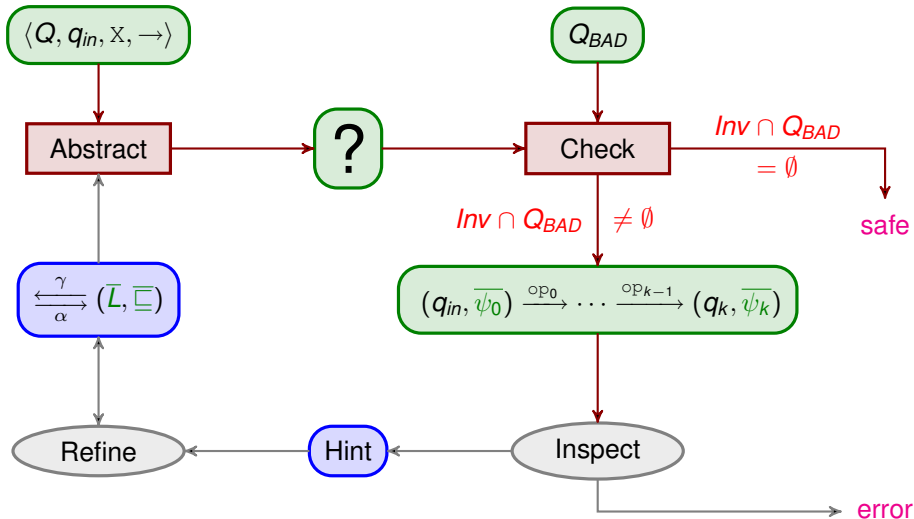 ⟨Q, q_in, X, →⟩
Q_BAD
Abstract
?
Check
Inv ∩ Q_BAD
= ∅
safe
Inv ∩ Q_BAD ≠ ∅
⇄ γ α (L̅, ⊑̅)
(q_in, ψ̅_0) —op_0→ ⋯ —op_{k−1}→ (q_k, ψ̅_k)
Refine
Hint
Inspect
error